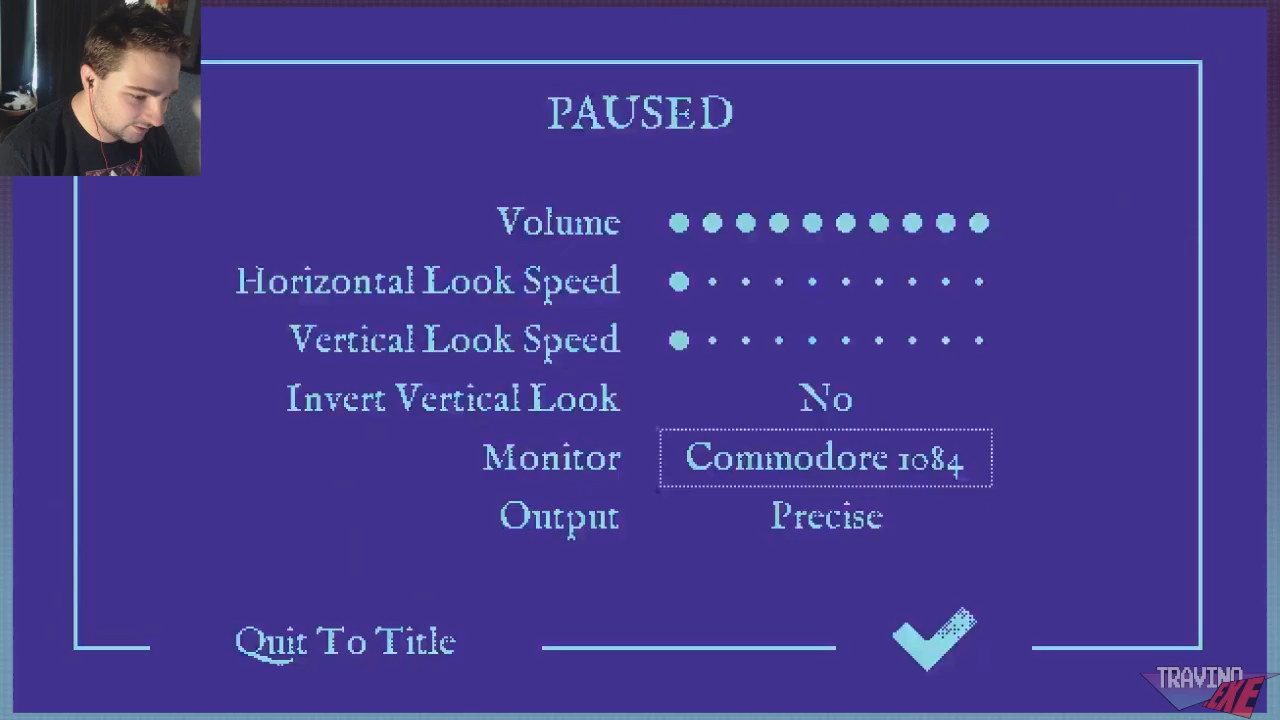 PAUSED
Volume
Horizontal Look Speed
Vertical Look Speed
Invert Vertical Look No
Monitor Commodore 1084
Output Precise
Quit To Title
TRAVINO
EXE